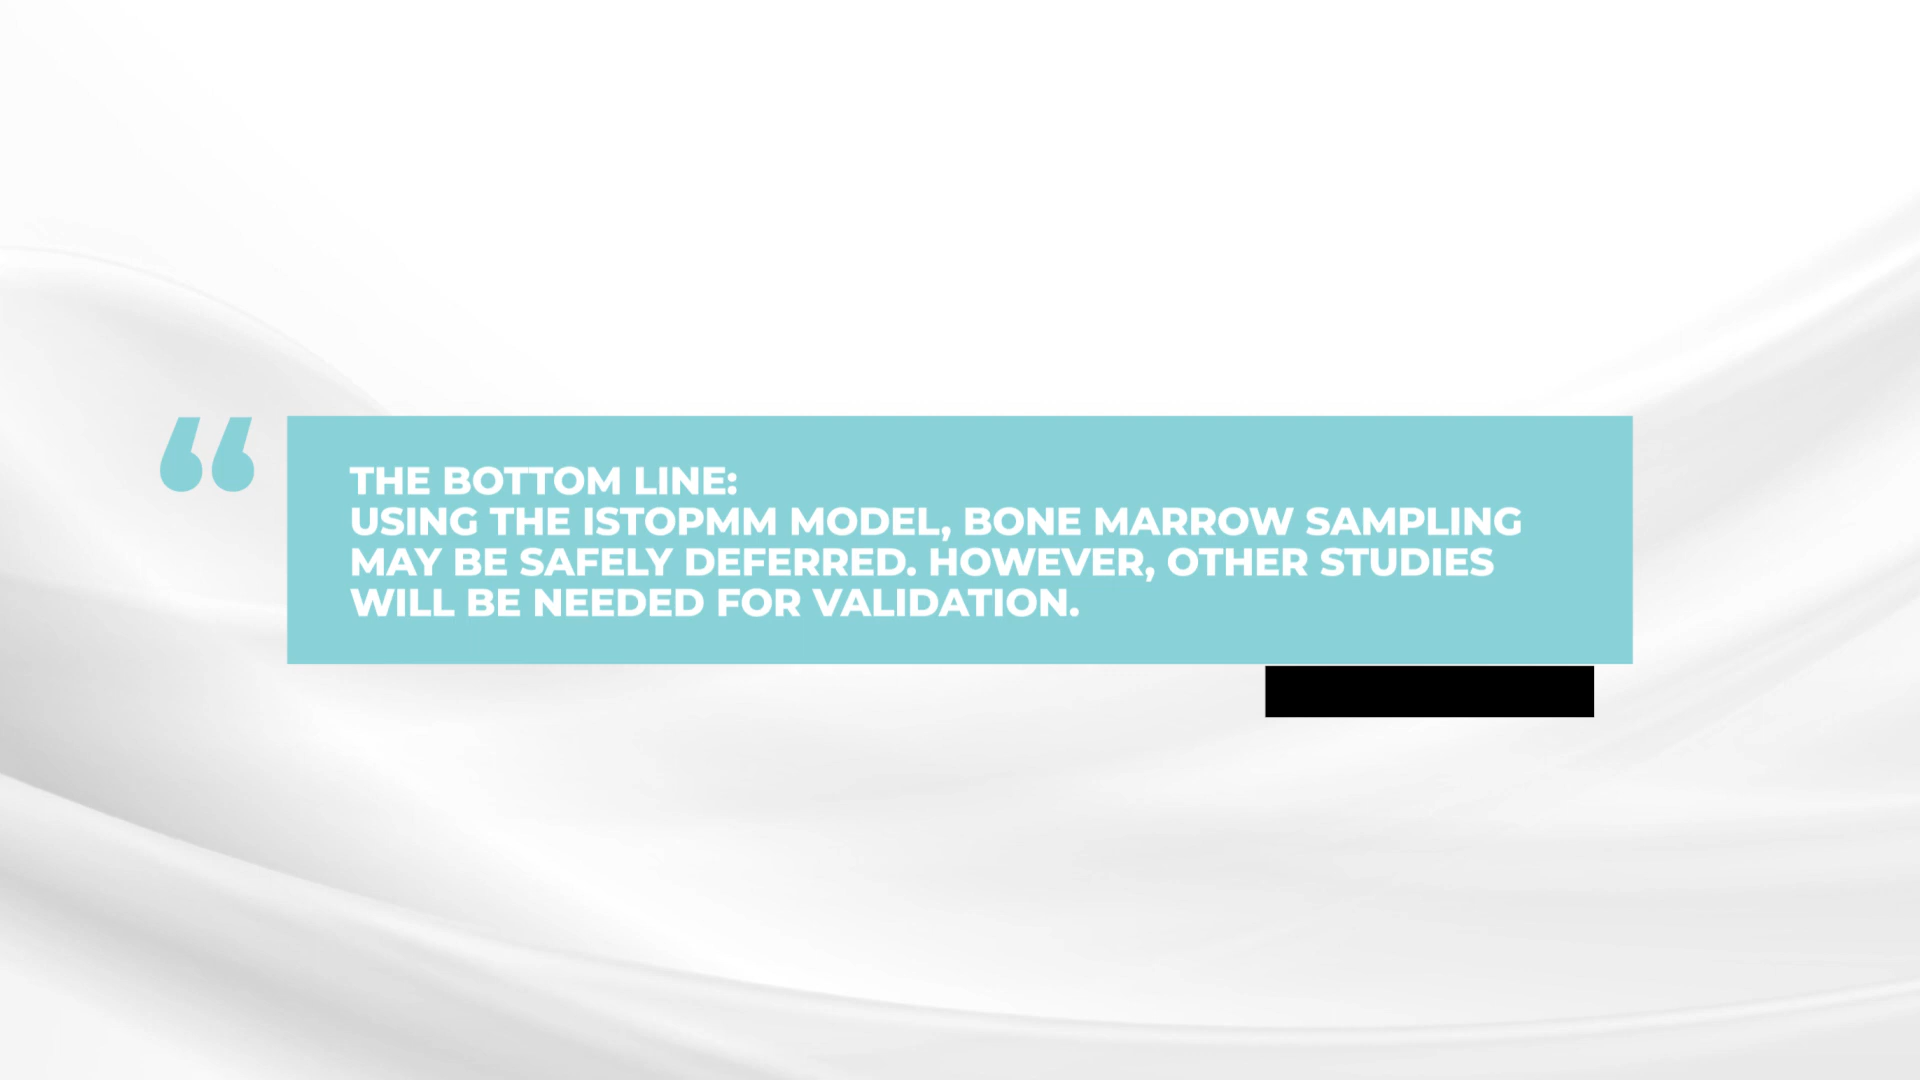 “
THE BOTTOM LINE:
USING THE ISTOPMM MODEL, BONE MARROW SAMPLING
MAY BE SAFELY DEFERRED. HOWEVER, OTHER STUDIES
WILL BE NEEDED FOR VALIDATION.